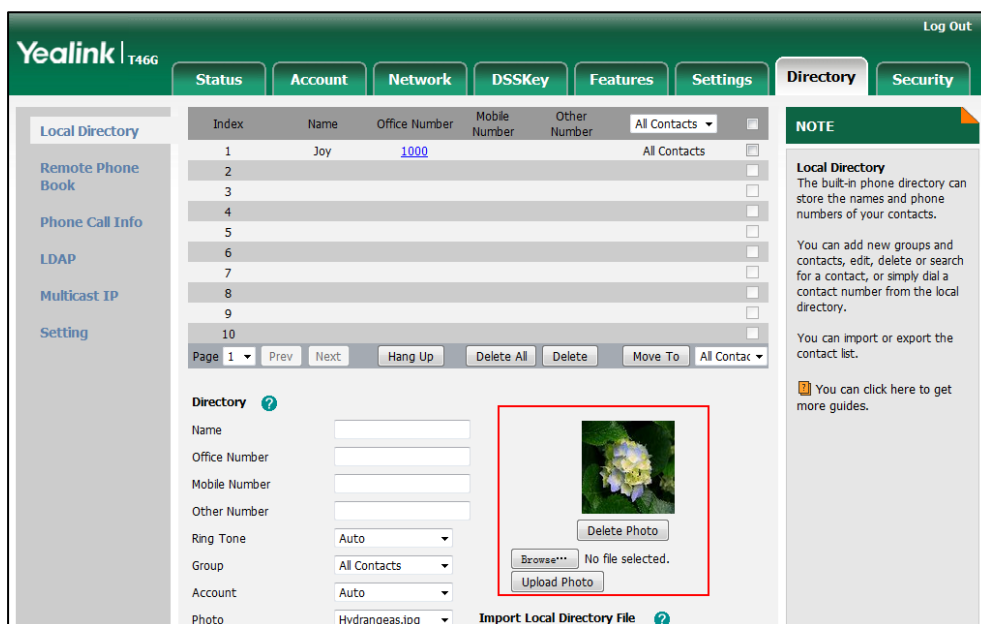 Log Out
Yealink | T46G
Status Account Network DSSKey Features Settings Directory Security
Local Directory
Remote Phone
Book
Phone Call Info
LDAP
Multicast IP
Setting
Index Name Office Number Mobile Number Other Number All Contacts
1 Joy 1000 All Contacts
2
3
4
5
6
7
8
9
10
Page 1 Prev Next Hang Up Delete All Delete Move To All Contac
Directory ?
Name
Office Number
Mobile Number
Other Number
Ring Tone Auto
Group All Contacts
Account Auto
Photo Hydrangeas.jpg
Delete Photo
Browse... No file selected.
Upload Photo
Import Local Directory File ?
NOTE
Local Directory
The built-in phone directory can
store the names and phone
numbers of your contacts.
You can add new groups and
contacts, edit, delete or search
for a contact, or simply dial a
contact number from the local
directory.
You can import or export the
contact list.
? You can click here to get
more guides.